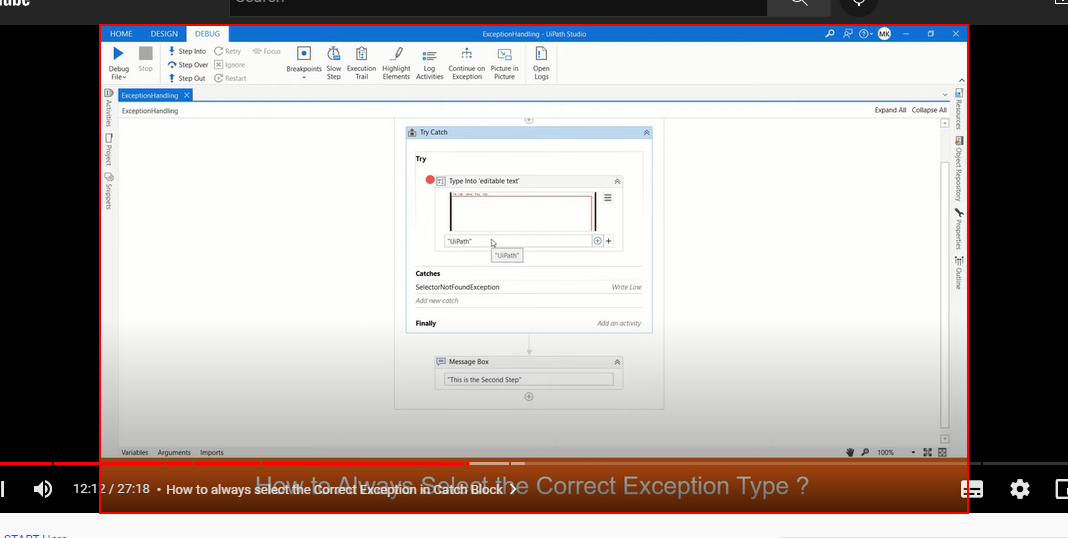 HOME DESIGN DEBUG ExceptionHandling - UiPath Studio MK
Step Into Retry Focus
Step Over Ignore
Step Out Restart
Debug File Stop Breakpoints Slow Step Execution Trail Highlight Elements Log Activities Continue on Exception Picture in Picture Open Logs
ExceptionHandling
ExceptionHandling Expand All Collapse All
Activities
Project
Snippets
Resources
Object Repository
Properties
Outline
Try Catch
Try
Type Into 'editable text'
"UiPath"
"UiPath"
Catches
SelectorNotFoundException Write Line
Add new catch
Finally Add an activity
Message Box
"This is the Second Step"
Variables Arguments Imports 100%
How to Always Select the Correct Exception Type ?
12:12 / 27:18 • How to always select the Correct Exception in Catch Block